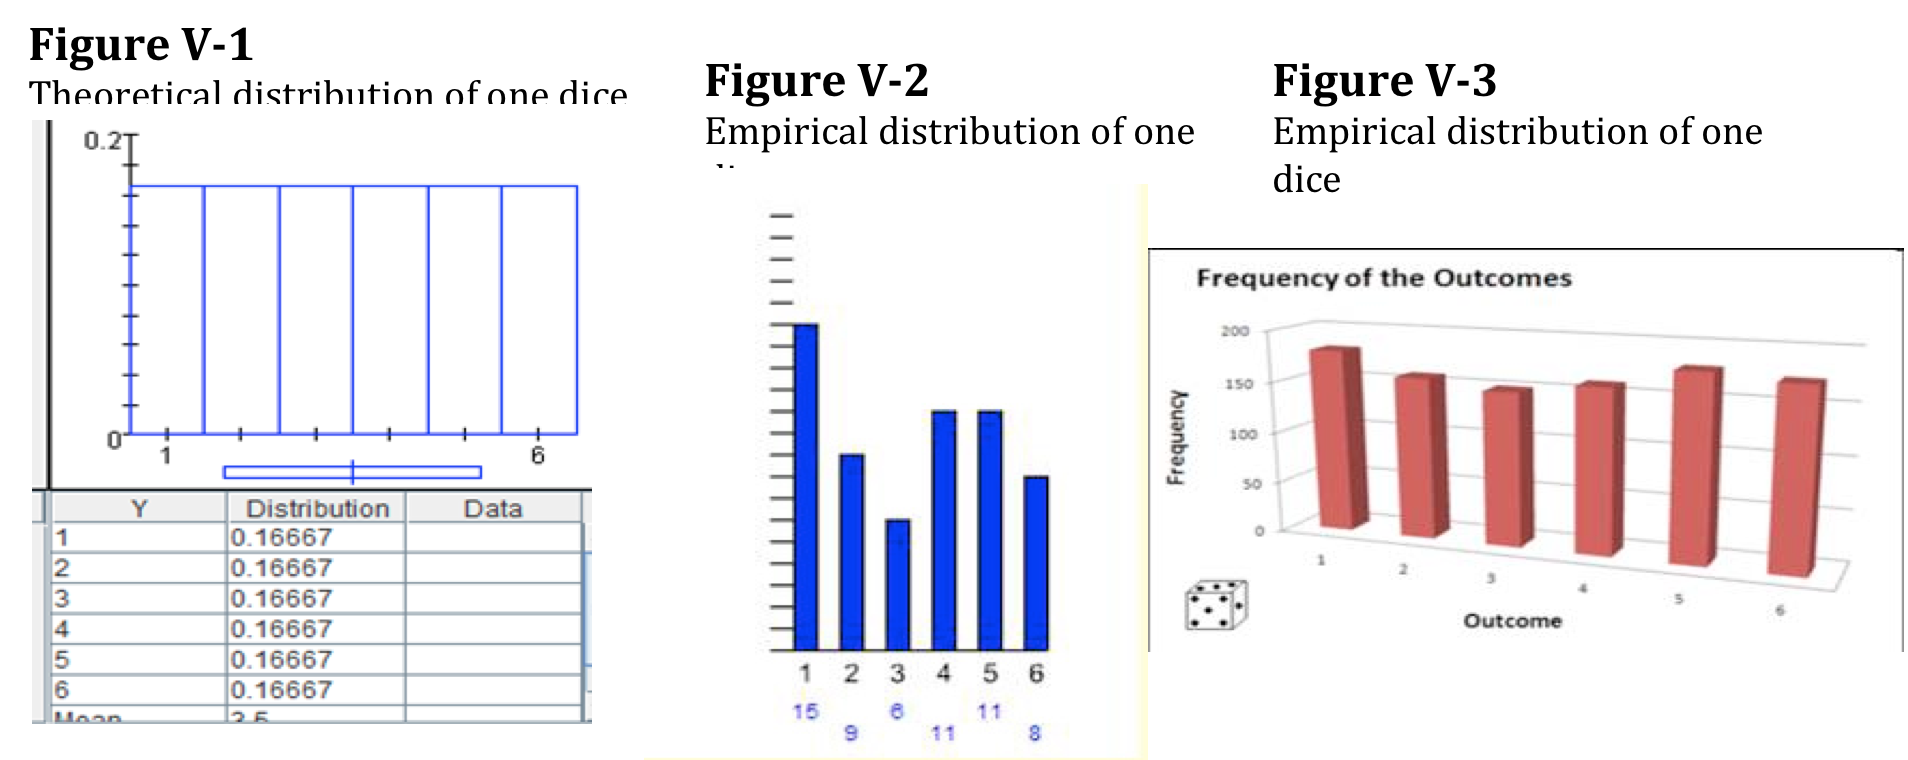 Figure V-1
Theoretical distribution of one dice
0.2
0
1 6
Y Distribution Data
1 0.16667
2 0.16667
3 0.16667
4 0.16667
5 0.16667
6 0.16667
Mean 3.5
Figure V-2
Empirical distribution of one
1 2 3 4 5 6
15 9 6 11 11 8
Figure V-3
Empirical distribution of one
dice
Frequency of the Outcomes
200
150
100
50
0
Frequency
1 2 3 4 5 6
Outcome